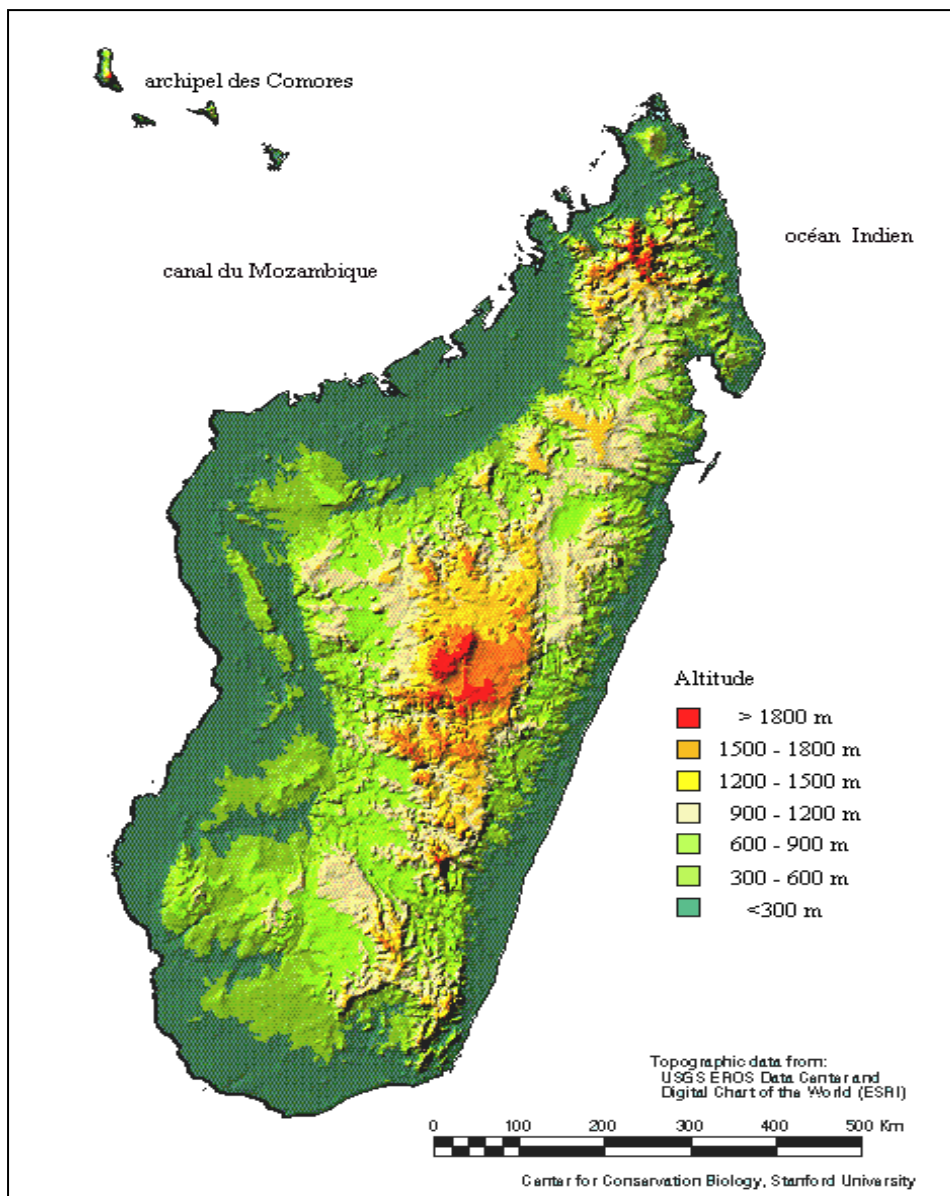 archipel des Comores
océan Indien
canal du Mozambique
Altitude
> 1800 m
1500 - 1800 m
1200 - 1500 m
900 - 1200 m
600 - 900 m
300 - 600 m
<300 m
Topographic data from:
USGS EROS Data Center and
Digital Chart of the World (ESRI)
0 100 200 300 400 500 Km
Center for Conservation Biology, Stanford University